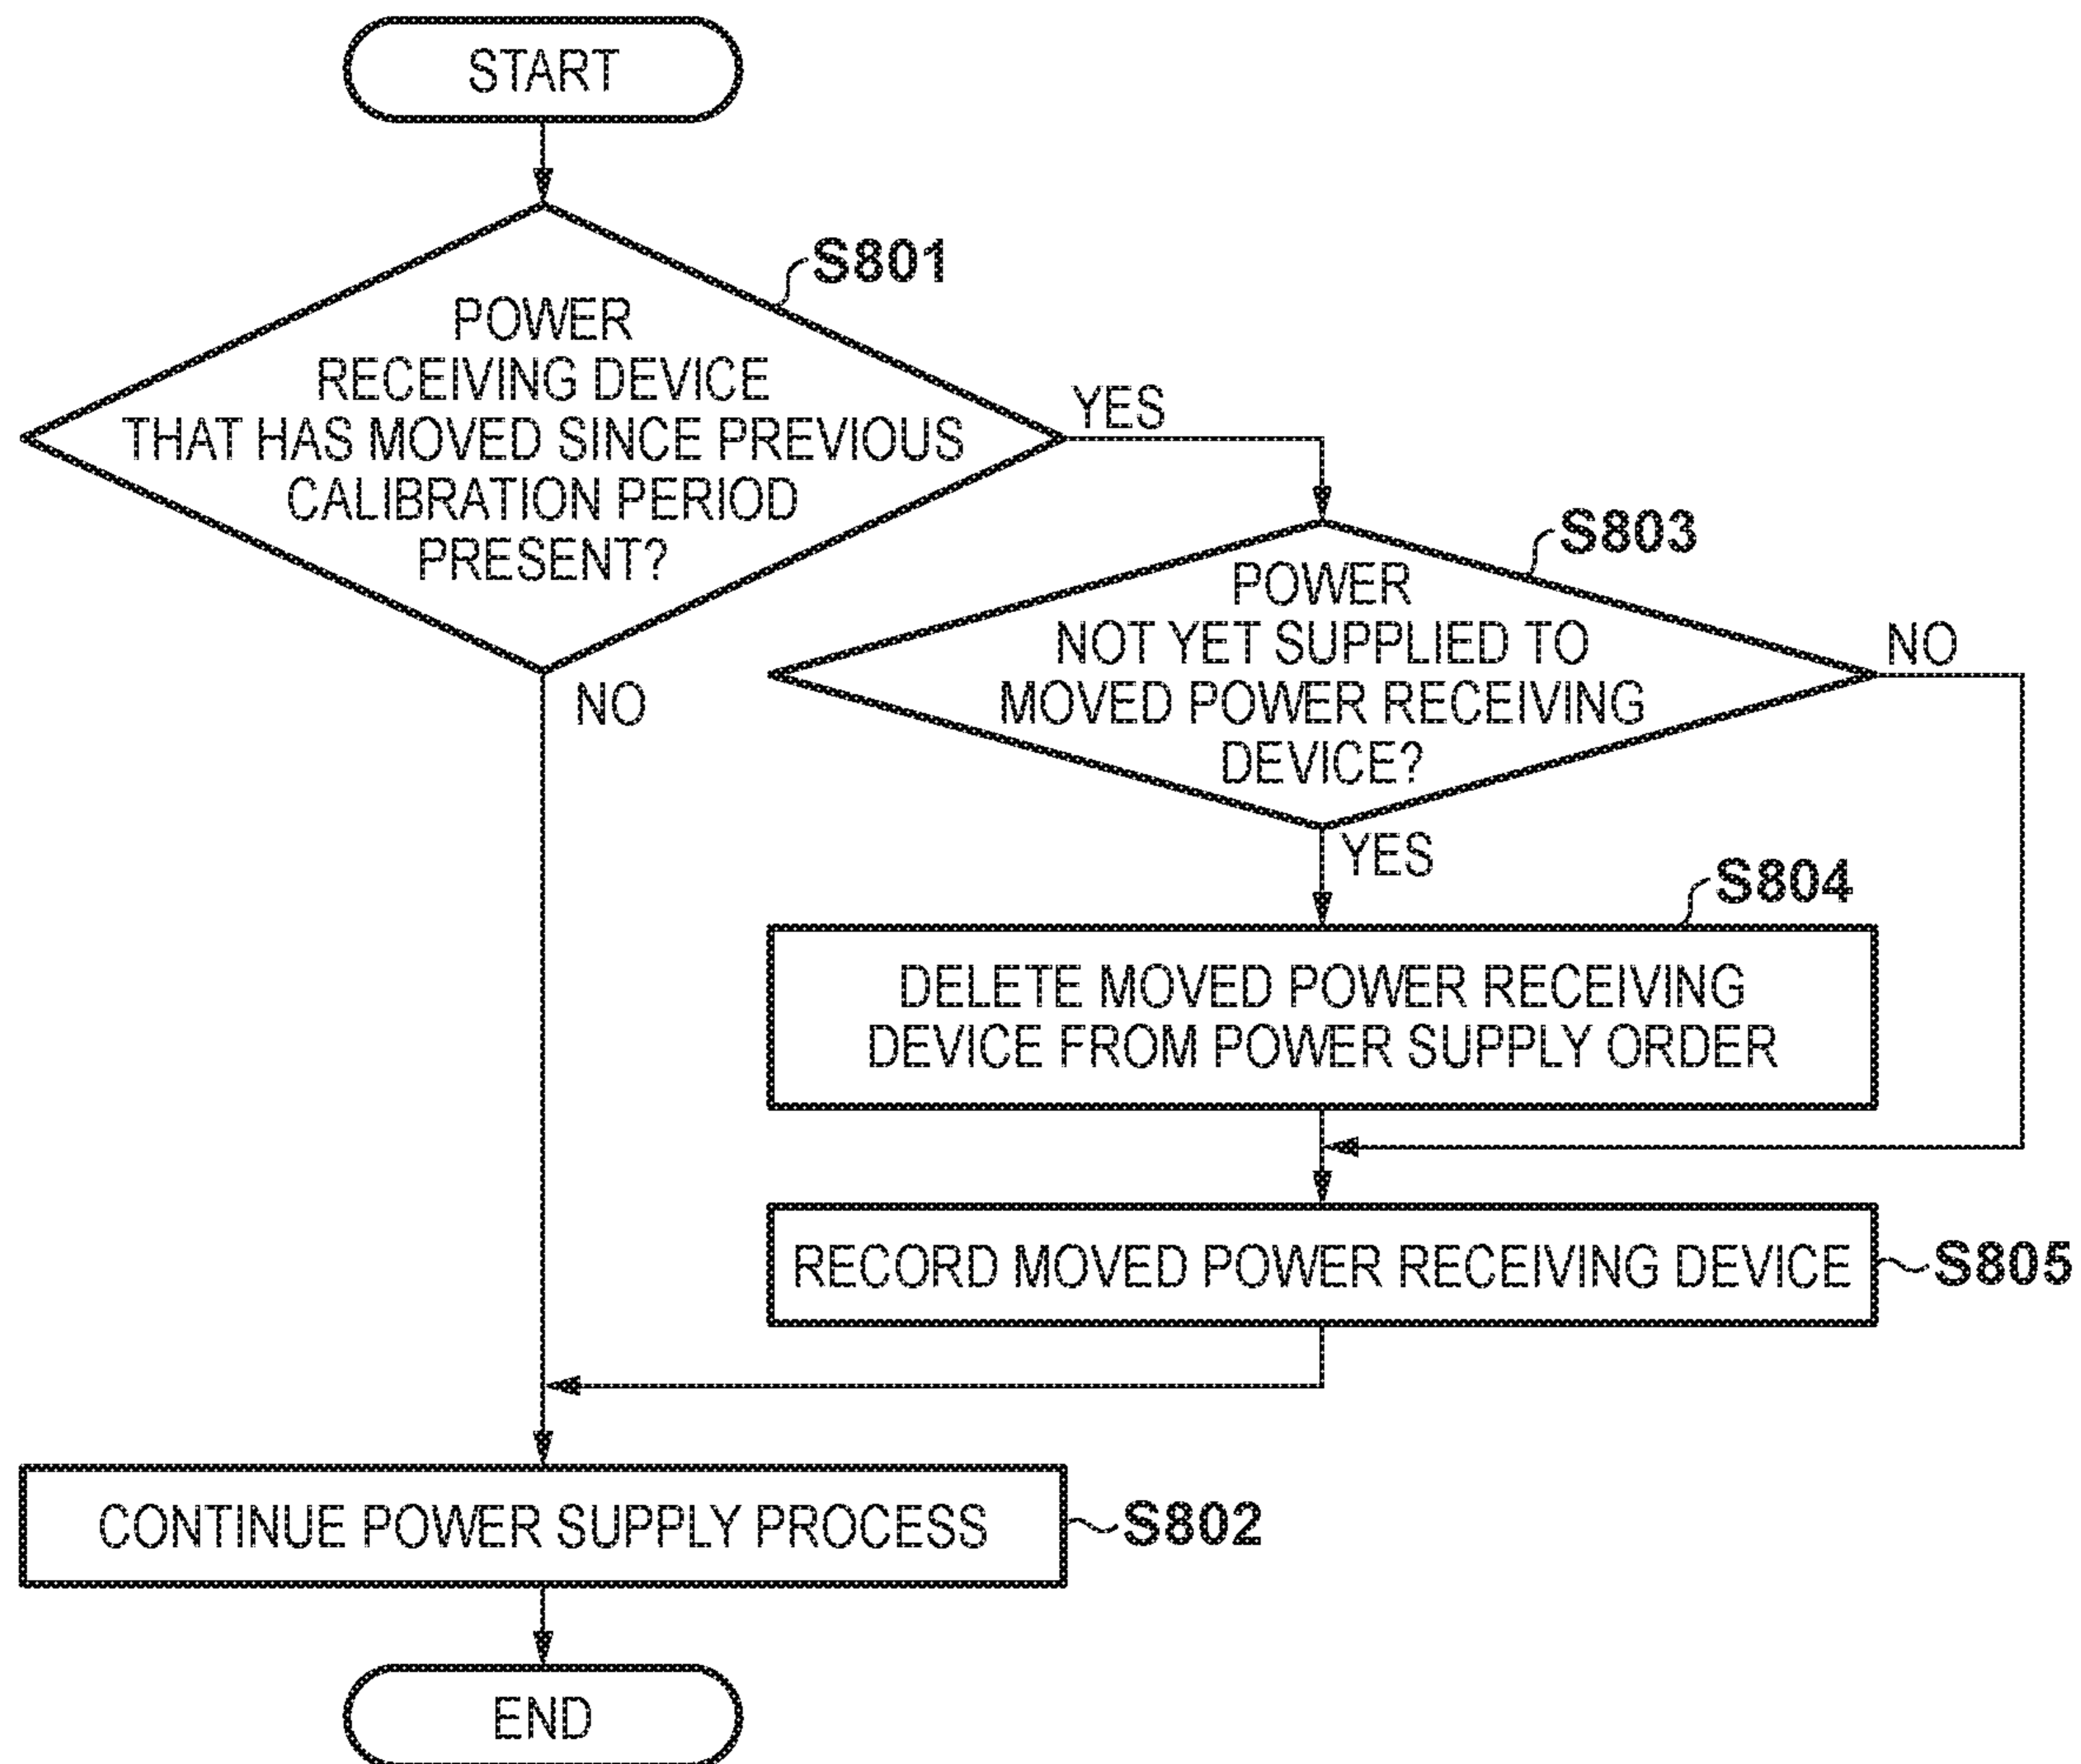 START
S801
POWER
RECEIVING DEVICE
THAT HAS MOVED SINCE PREVIOUS
CALIBRATION PERIOD
PRESENT?
YES
NO
S803
POWER
NOT YET SUPPLIED TO
MOVED POWER RECEIVING
DEVICE?
NO
YES
S804
DELETE MOVED POWER RECEIVING
DEVICE FROM POWER SUPPLY ORDER
RECORD MOVED POWER RECEIVING DEVICE
S805
CONTINUE POWER SUPPLY PROCESS
S802
END